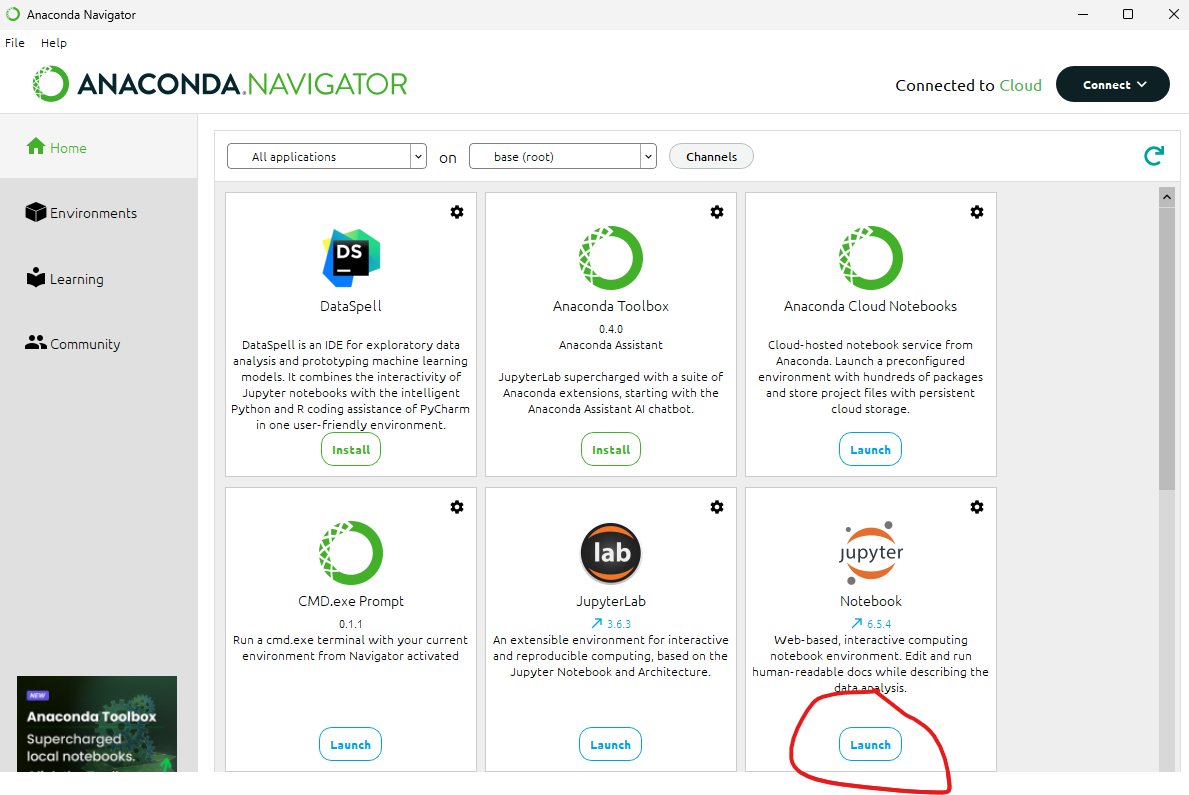 Anaconda Navigator
File Help
ANACONDA.NAVIGATOR
Connected to Cloud
Connect
Home
Environments
Learning
Community
All applications
on
base (root)
Channels
DS
DataSpell
DataSpell is an IDE for exploratory data
analysis and prototyping machine learning
models. It combines the interactivity of
Jupyter notebooks with the intelligent
Python and R coding assistance of PyCharm
in one user-friendly environment.
Install
Anaconda Toolbox
0.4.0
Anaconda Assistant
JupyterLab supercharged with a suite of
Anaconda extensions, starting with the
Anaconda Assistant AI chatbot.
Install
Anaconda Cloud Notebooks
Cloud-hosted notebook service from
Anaconda. Launch a preconfigured
environment with hundreds of packages
and store project files with persistent
cloud storage.
Launch
CMD.exe Prompt
0.1.1
Run a cmd.exe terminal with your current
environment from Navigator activated
Launch
lab
JupyterLab
3.6.3
An extensible environment for interactive
and reproducible computing, based on the
Jupyter Notebook and Architecture.
Launch
jupyter
Notebook
6.5.4
Web-based, interactive computing
notebook environment. Edit and run
human-readable docs while describing the
data analysis.
Launch
NEW
Anaconda Toolbox
Supercharged
local notebooks.